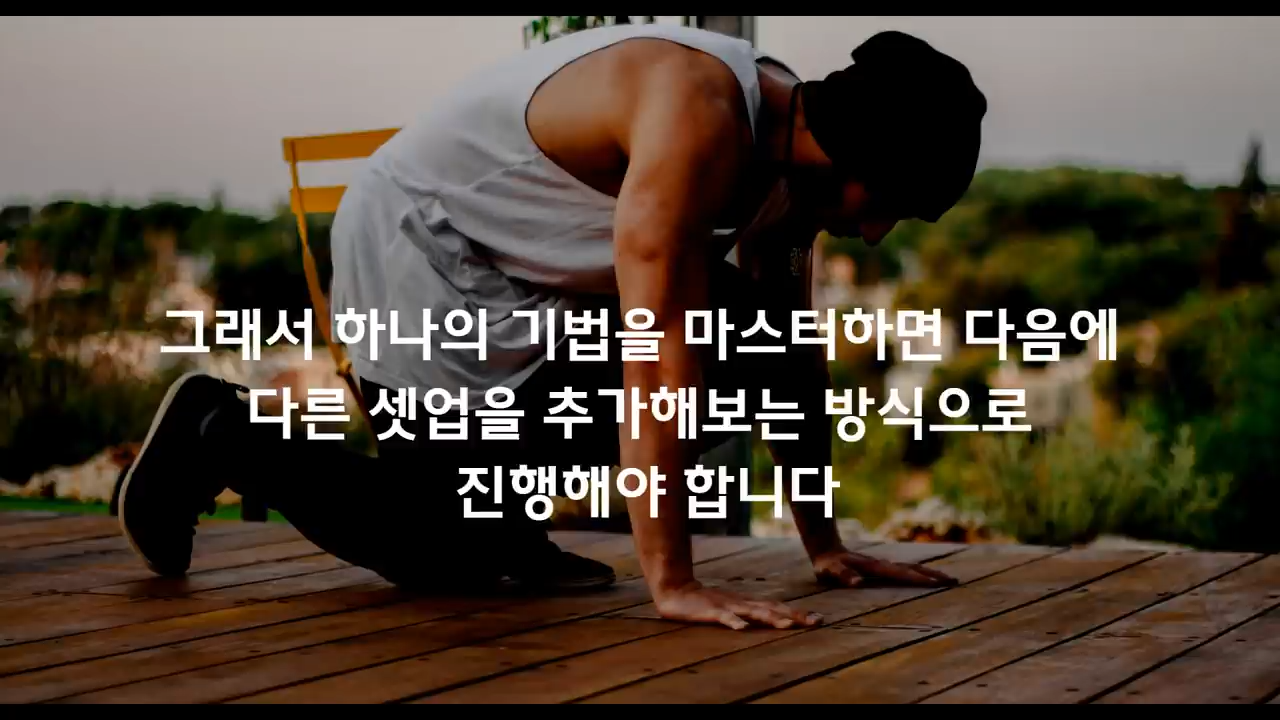 그래서 하나의 기법을 마스터하면 다음에
다른 셋업을 추가해보는 방식으로
진행해야 합니다